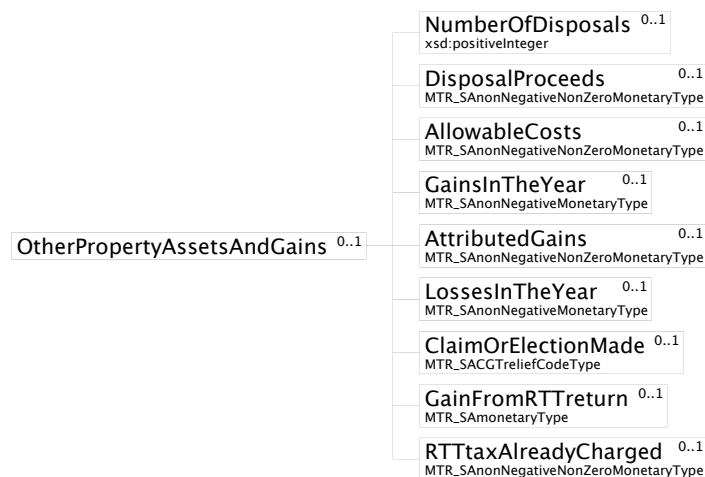 NumberOfDisposals 0..1
xsd:positiveInteger
DisposalProceeds 0..1
MTR_SAnonNegativeNonZeroMonetaryType
AllowableCosts 0..1
MTR_SAnonNegativeNonZeroMonetaryType
GainsInTheYear 0..1
MTR_SAnonNegativeMonetaryType
OtherPropertyAssetsAndGains 0..1
AttributedGains 0..1
MTR_SAnonNegativeNonZeroMonetaryType
LossesInTheYear 0..1
MTR_SAnonNegativeMonetaryType
ClaimOrElectionMade 0..1
MTR_SACGTreliefCodeType
GainFromRTTreturn 0..1
MTR_SAmonetaryType
RTTtaxAlreadyCharged 0..1
MTR_SAnonNegativeNonZeroMonetaryType